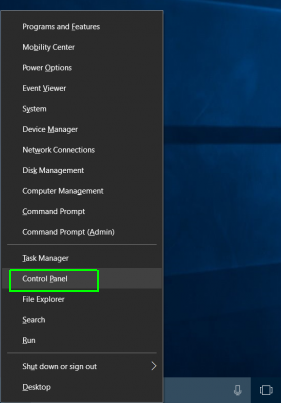 Programs and Features
Mobility Center
Power Options
Event Viewer
System
Device Manager
Network Connections
Disk Management
Computer Management
Command Prompt
Command Prompt (Admin)
Task Manager
Control Panel
File Explorer
Search
Run
Shut down or sign out
Desktop